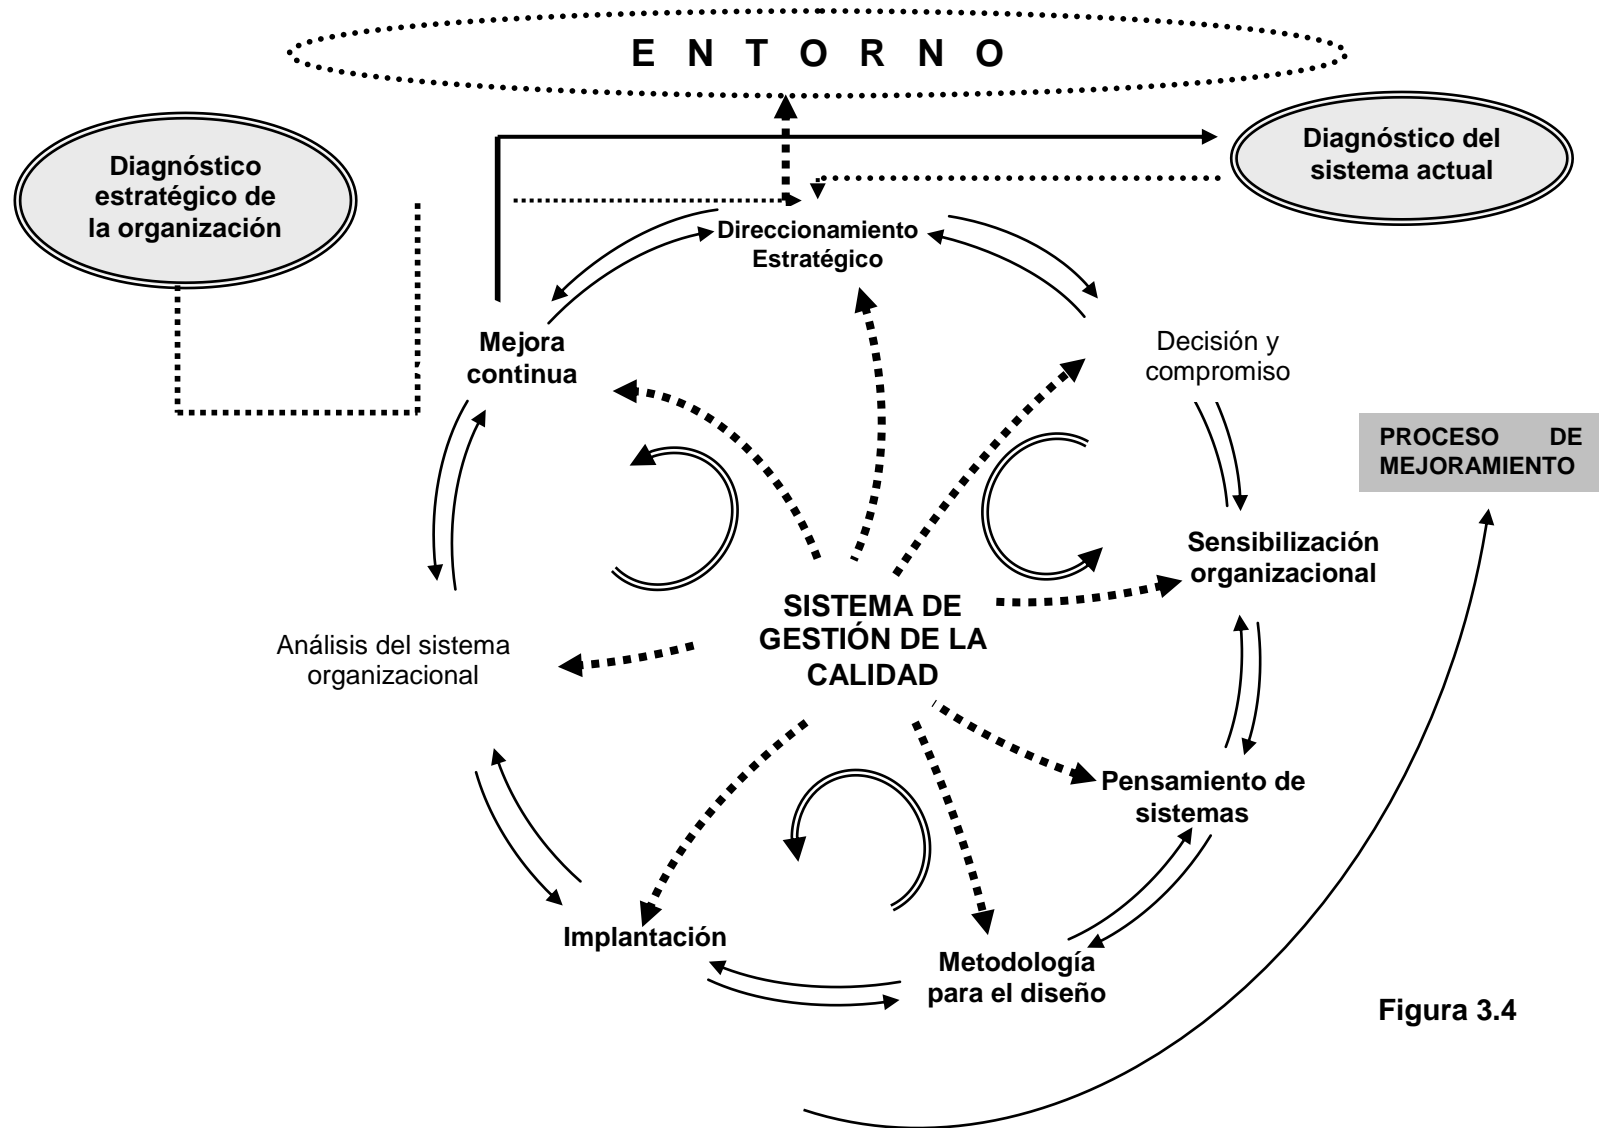 E N T O R N O
Diagnóstico
estratégico de
la organización
Diagnóstico del
sistema actual
Direccionamiento
Estratégico
Mejora
continua
Decisión y
compromiso
PROCESO DE
MEJORAMIENTO
Sensibilización
organizacional
SISTEMA DE
GESTIÓN DE LA
CALIDAD
Análisis del sistema
organizacional
Pensamiento de
sistemas
Implantación
Metodología
para el diseño
Figura 3.4